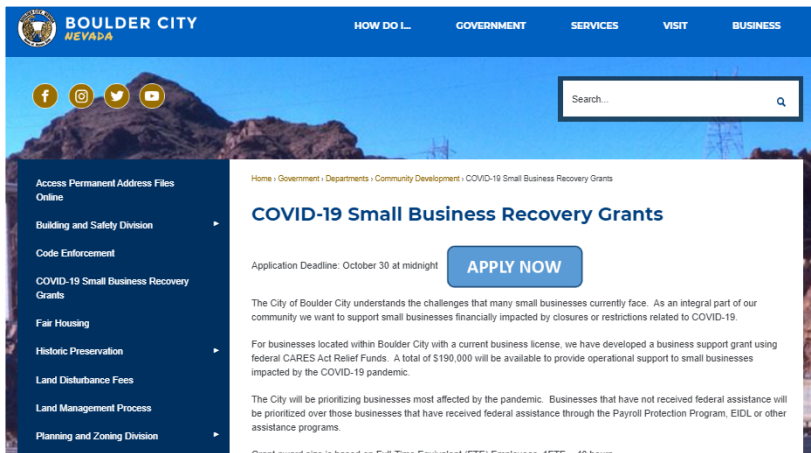 BOULDER CITY
NEVADA
HOW DO I...
GOVERNMENT
SERVICES
VISIT
BUSINESS
Search...
Access Permanent Address Files
Online
Building and Safety Division
Code Enforcement
COVID-19 Small Business Recovery
Grants
Fair Housing
Historic Preservation
Land Disturbance Fees
Land Management Process
Planning and Zoning Division
Home › Government › Departments › Community Development › COVID-19 Small Business Recovery Grants
COVID-19 Small Business Recovery Grants
Application Deadline: October 30 at midnight
APPLY NOW
The City of Boulder City understands the challenges that many small businesses currently face. As an integral part of our
community we want to support small businesses financially impacted by closures or restrictions related to COVID-19.
For businesses located within Boulder City with a current business license, we have developed a business support grant using
federal CARES Act Relief Funds. A total of $190,000 will be available to provide operational support to small businesses
impacted by the COVID-19 pandemic.
The City will be prioritizing businesses most affected by the pandemic. Businesses that have not received federal assistance will
be prioritized over those businesses that have received federal assistance through the Payroll Protection Program, EIDL or other
assistance programs.